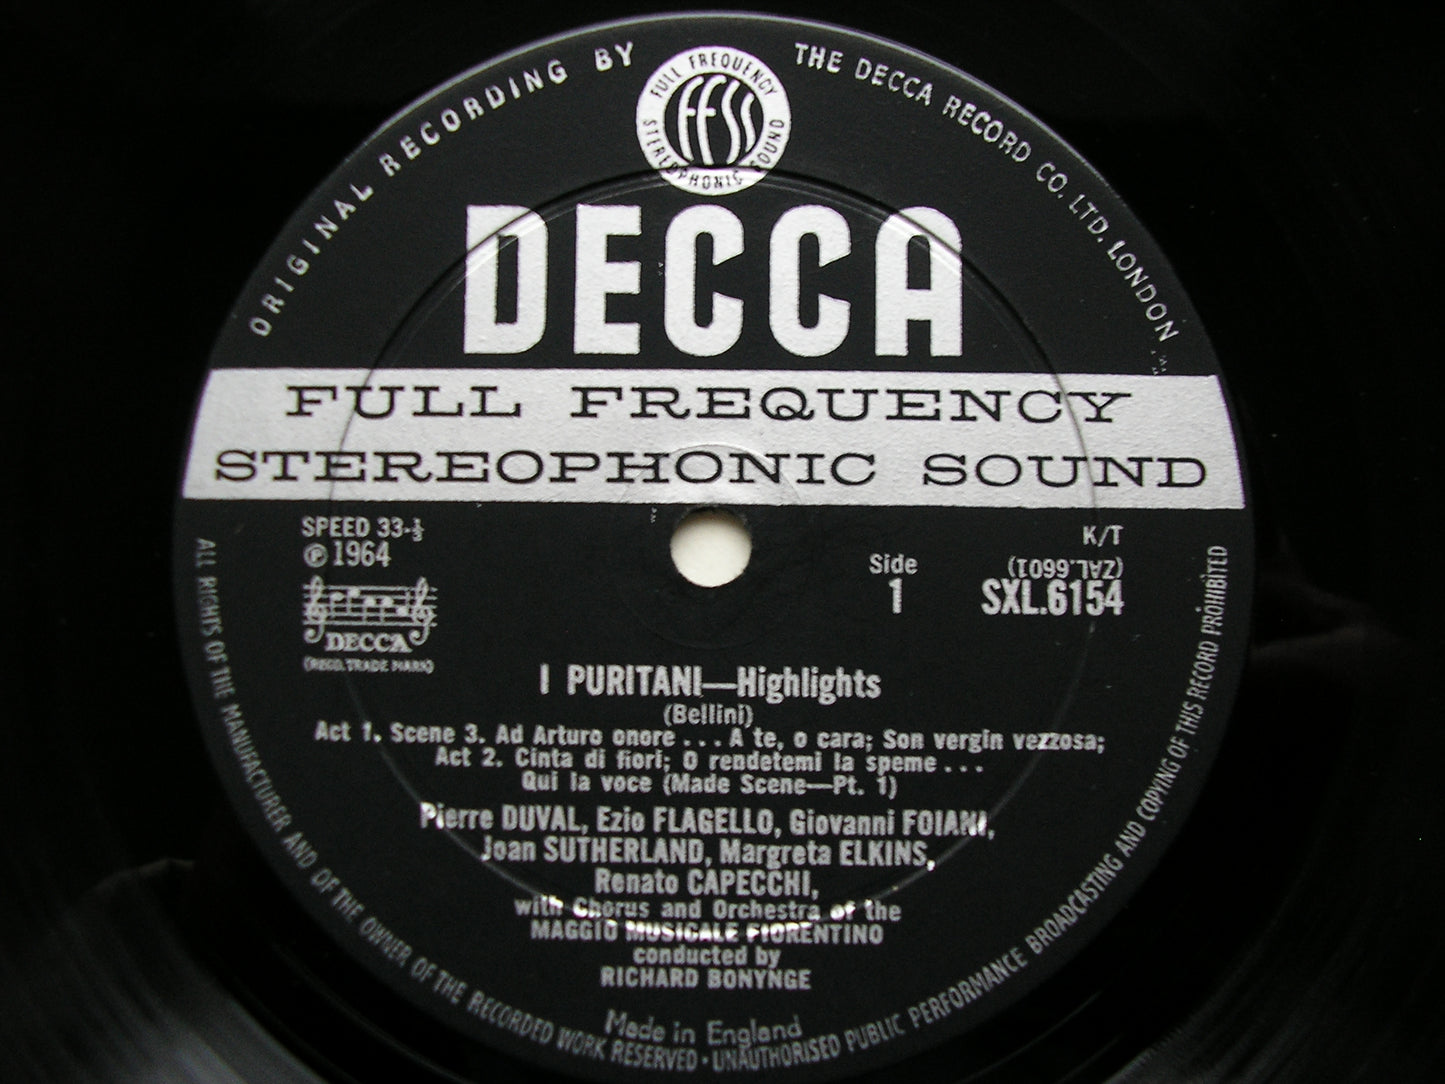 ORIGINAL RECORDING BY
THE DECCA RECORD CO. LTD. LONDON
FULL FREQUENCY
STEREOPHONIC SOUND
FFSS
DECCA
FULL FREQUENCY
STEREOPHONIC SOUND
SPEED 33-⅓
℗ 1964
DECCA
(REGD. TRADE MARK)
Side
1
K/T
(ZAL.6601)
SXL.6154
I PURITANI—Highlights
(Bellini)
Act 1. Scene 3. Ad Arturo onore . . . A te, o cara; Son vergin vezzosa;
Act 2. Cinta di fiori; O rendetemi la speme . . .
Qui la voce (Made Scene—Pt. 1)
Pierre DUVAL, Ezio FLAGELLO, Giovanni FOIANI,
Joan SUTHERLAND, Margreta ELKINS,
Renato CAPECCHI,
with Chorus and Orchestra of the
MAGGIO MUSICALE FIORENTINO
conducted by
RICHARD BONYNGE
Made in England
ALL RIGHTS OF THE MANUFACTURER AND OF THE OWNER OF THE RECORDED WORK RESERVED · UNAUTHORISED PUBLIC PERFORMANCE BROADCASTING AND COPYING OF THIS RECORD PROHIBITED